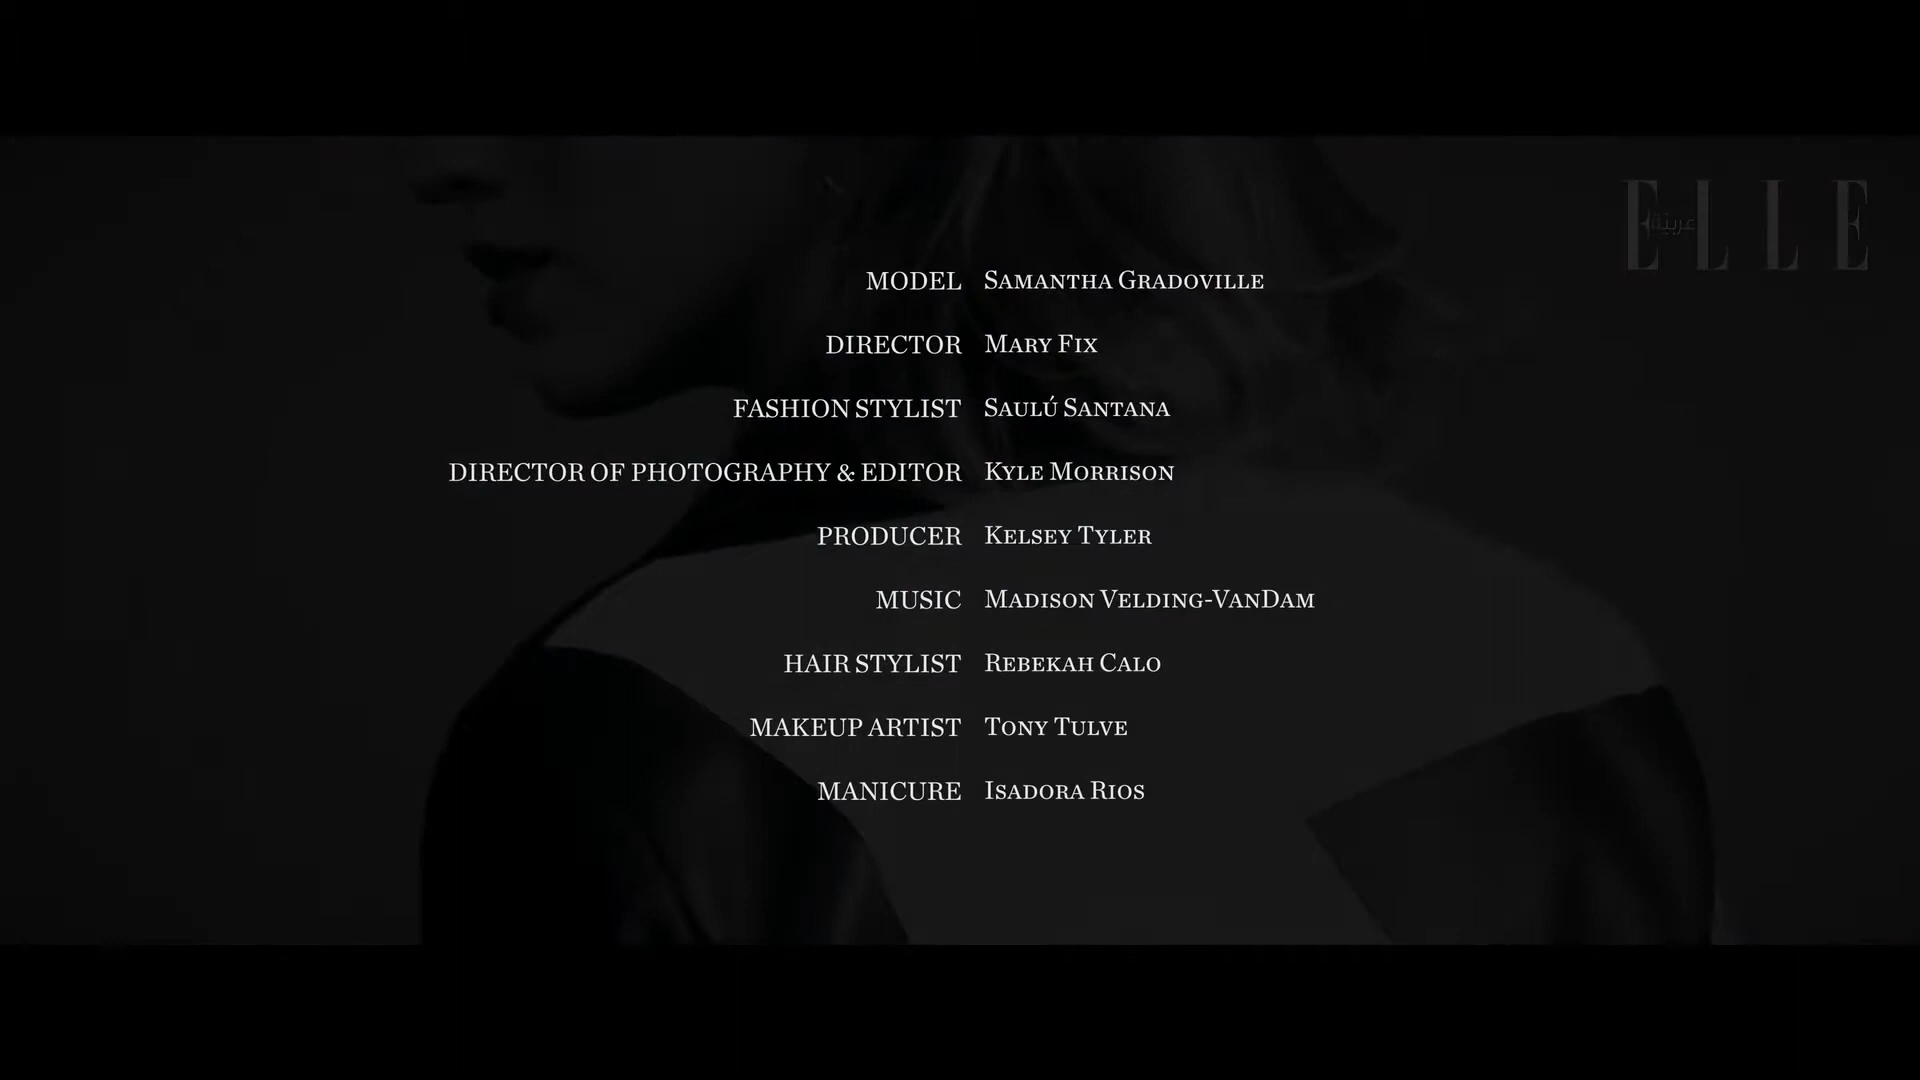 ELLE
عربيّة
MODEL Samantha Gradoville
DIRECTOR Mary Fix
FASHION STYLIST Saulú Santana
DIRECTOR OF PHOTOGRAPHY & EDITOR Kyle Morrison
PRODUCER Kelsey Tyler
MUSIC Madison Velding-VanDam
HAIR STYLIST Rebekah Calo
MAKEUP ARTIST Tony Tulve
MANICURE Isadora Rios